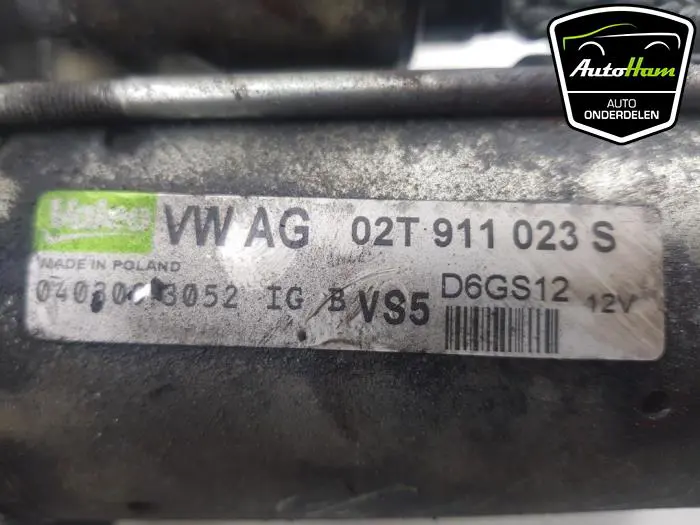 AutoHam
AUTO
ONDERDELEN
Valeo
VW AG 02T 911 023 S
MADE IN POLAND
IG B VS5 D6GS12 12V